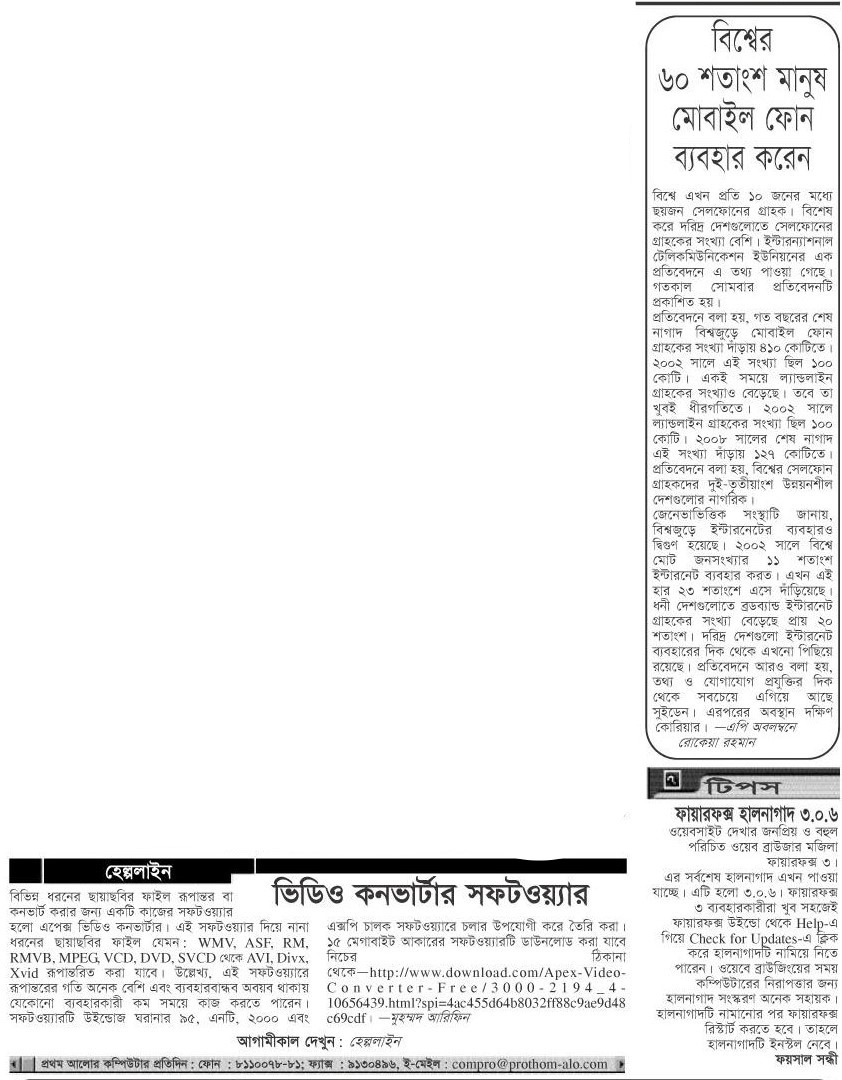 বিশ্বের
৬০ শতাংশ মানুষ
মোবাইল ফোন
ব্যবহার করেন
বিশ্বে এখন প্রতি ১০ জনের মধ্যে
ছয়জন সেলফোনের গ্রাহক। বিশেষ
করে দরিদ্র দেশগুলোতে সেলফোনের
গ্রাহকের সংখ্যা বেশি। ইন্টারন্যাশনাল
টেলিকমিউনিকেশন ইউনিয়নের এক
প্রতিবেদনে এ তথ্য পাওয়া গেছে।
গতকাল সোমবার প্রতিবেদনটি
প্রকাশিত হয়।
প্রতিবেদনে বলা হয়, গত বছরের শেষ
নাগাদ বিশ্বজুড়ে মোবাইল ফোন
গ্রাহকের সংখ্যা দাঁড়ায় ৪১০ কোটিতে।
২০০২ সালে এই সংখ্যা ছিল ১০০
কোটি। একই সময়ে ল্যান্ডলাইন
গ্রাহকের সংখ্যাও বেড়েছে। তবে তা
খুবই ধীরগতিতে। ২০০২ সালে
ল্যান্ডলাইন গ্রাহকের সংখ্যা ছিল ১০০
কোটি। ২০০৮ সালের শেষ নাগাদ
এই সংখ্যা দাঁড়ায় ১২৭ কোটিতে।
প্রতিবেদনে বলা হয়, বিশ্বের সেলফোন
গ্রাহকদের দুই-তৃতীয়াংশ উন্নয়নশীল
দেশগুলোর নাগরিক।
জেনেভাভিত্তিক সংস্থাটি জানায়,
বিশ্বজুড়ে ইন্টারনেটের ব্যবহারও
দ্বিগুণ হয়েছে। ২০০২ সালে বিশ্বে
মোট জনসংখ্যার ১১ শতাংশ
ইন্টারনেট ব্যবহার করত। এখন এই
হার ২৩ শতাংশে এসে দাঁড়িয়েছে।
ধনী দেশগুলোতে ব্রডব্যান্ড ইন্টারনেট
গ্রাহকের সংখ্যা বেড়েছে প্রায় ২০
শতাংশ। দরিদ্র দেশগুলো ইন্টারনেট
ব্যবহারের দিক থেকে এখনো পিছিয়ে
রয়েছে। প্রতিবেদনে আরও বলা হয়,
তথ্য ও যোগাযোগ প্রযুক্তির দিক
থেকে সবচেয়ে এগিয়ে আছে
সুইডেন। এরপরের অবস্থান দক্ষিণ
কোরিয়ার। —এপি অবলম্বনে
রোকেয়া রহমান
টিপস
ফায়ারফক্স হালনাগাদ ৩.০.৬
ওয়েবসাইট দেখার জনপ্রিয় ও বহুল
পরিচিত ওয়েব ব্রাউজার মজিলা
ফায়ারফক্স ৩।
এর সর্বশেষ হালনাগাদ এখন পাওয়া
যাচ্ছে। এটি হলো ৩.০.৬। ফায়ারফক্স
৩ ব্যবহারকারীরা খুব সহজেই
ফায়ারফক্স উইন্ডো থেকে Help-এ
গিয়ে Check for Updates-এ ক্লিক
করে হালনাগাদটি নামিয়ে নিতে
পারেন। ওয়েবে ব্রাউজিংয়ের সময়
কম্পিউটারের নিরাপত্তার জন্য
হালনাগাদ সংস্করণ অনেক সহায়ক।
হালনাগাদটি নামানোর পর ফায়ারফক্স
রিস্টার্ট করতে হবে। তাহলে
হালনাগাদটি ইনস্টল নেবে।
ফয়সাল সন্ধী
হেল্পলাইন
ভিডিও কনভার্টার সফটওয়্যার
বিভিন্ন ধরনের ছায়াছবির ফাইল রূপান্তর বা
কনভার্ট করার জন্য একটি কাজের সফটওয়্যার
হলো এপেক্স ভিডিও কনভার্টার। এই সফটওয়্যার দিয়ে নানা
ধরনের ছায়াছবির ফাইল যেমন : WMV, ASF, RM,
RMVB, MPEG, VCD, DVD, SVCD থেকে AVI, Divx,
Xvid রূপান্তরিত করা যাবে। উল্লেখ্য, এই সফটওয়্যারে
রূপান্তরের গতি অনেক বেশি এবং ব্যবহারবান্ধব অবয়ব থাকায়
যেকোনো ব্যবহারকারী কম সময়ে কাজ করতে পারেন।
সফটওয়্যারটি উইন্ডোজ ঘরানার ৯৫, এনটি, ২০০০ এবং
এক্সপি চালক সফটওয়্যারে চলার উপযোগী করে তৈরি করা।
১৫ মেগাবাইট আকারের সফটওয়্যারটি ডাউনলোড করা যাবে
নিচের ঠিকানা
থেকে—http://www.download.com/Apex-Video-
Converter-Free/3000-2194_4-
10656439.html?spi=4ac455d64b8032ff88c9ae9d48
c69cdf। —মুহম্মদ আরিফিন
আগামীকাল দেখুন : হেল্পলাইন
প্রথম আলোর কম্পিউটার প্রতিদিন : ফোন : ৮১১০০৭৮-৮১; ফ্যাক্স : ৯১৩০৪৯৬, ই-মেইল : compro@prothom-alo.com